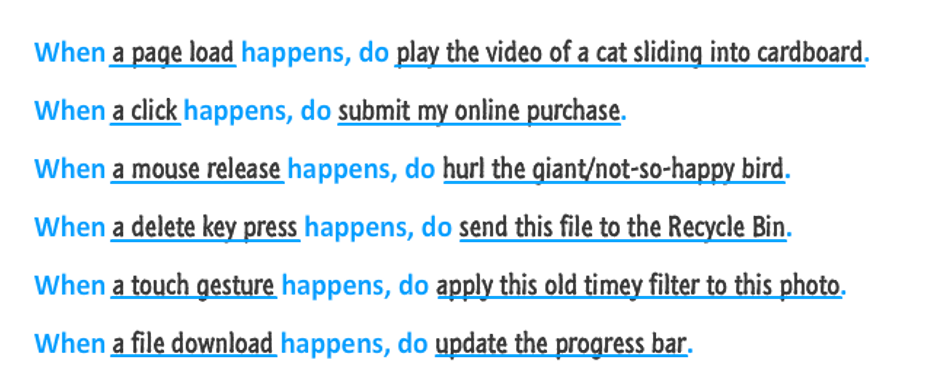 When a page load happens, do play the video of a cat sliding into cardboard.
When a click happens, do submit my online purchase.
When a mouse release happens, do hurl the giant/not-so-happy bird.
When a delete key press happens, do send this file to the Recycle Bin.
When a touch gesture happens, do apply this old timey filter to this photo.
When a file download happens, do update the progress bar.